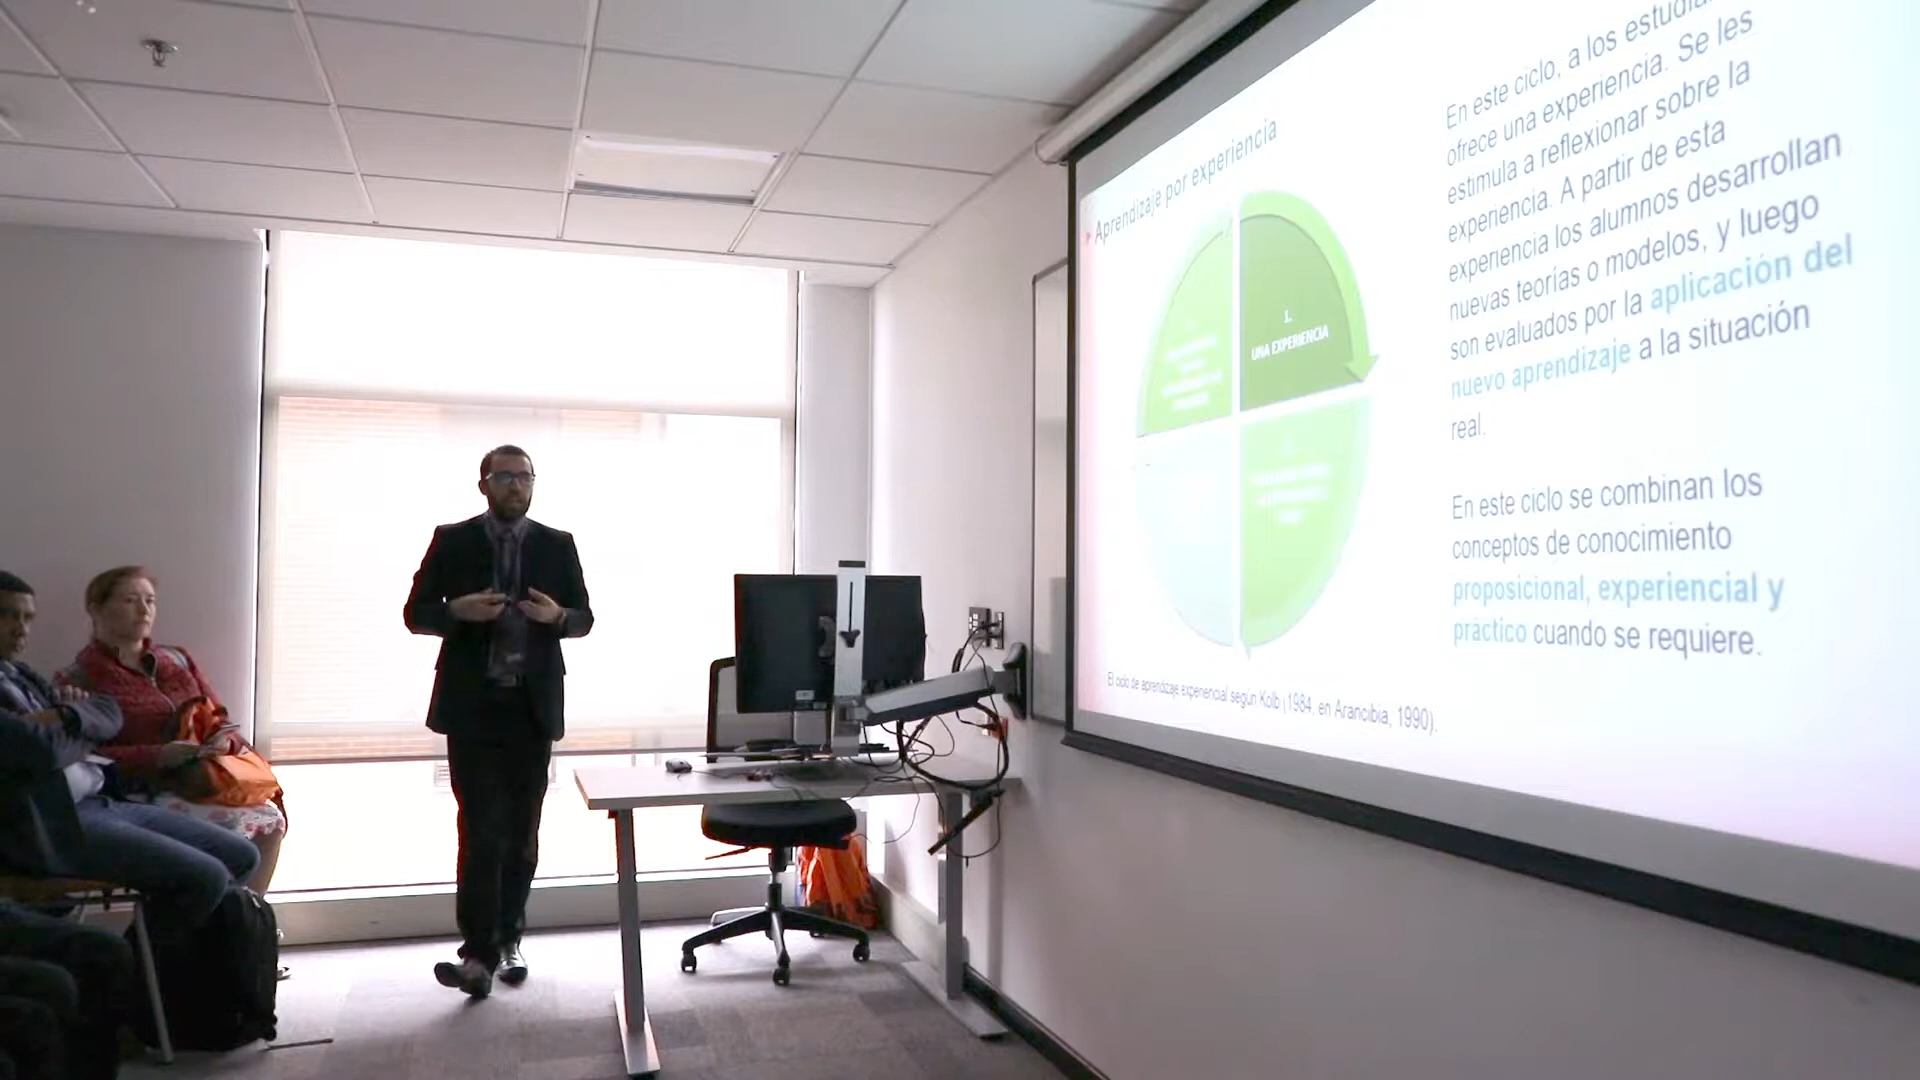 Aprendizaje por experiencia
1.
UNA EXPERIENCIA
En este ciclo, a los
ofrece una experiencia. Se les
estimula a reflexionar sobre la
experiencia. A partir de esta
experiencia los alumnos desarrollan
nuevas teorías o modelos, y luego
son evaluados por la aplicación del
nuevo aprendizaje a la situación
real.
En este ciclo se combinan los
conceptos de conocimiento
proposicional, experiencial y
práctico cuando se requiere.
El ciclo de aprendizaje experiencial según Kolb (1984, en Arancibia, 1990).